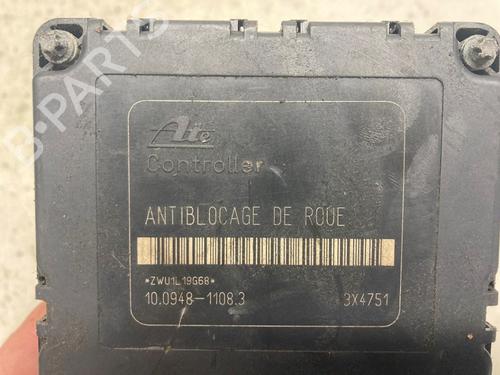 B-PARTS
Ate
Controller
ANTIBLOCAGE DE ROUE
*ZWU1L19G68*
10.0948-1108.3 3X4751